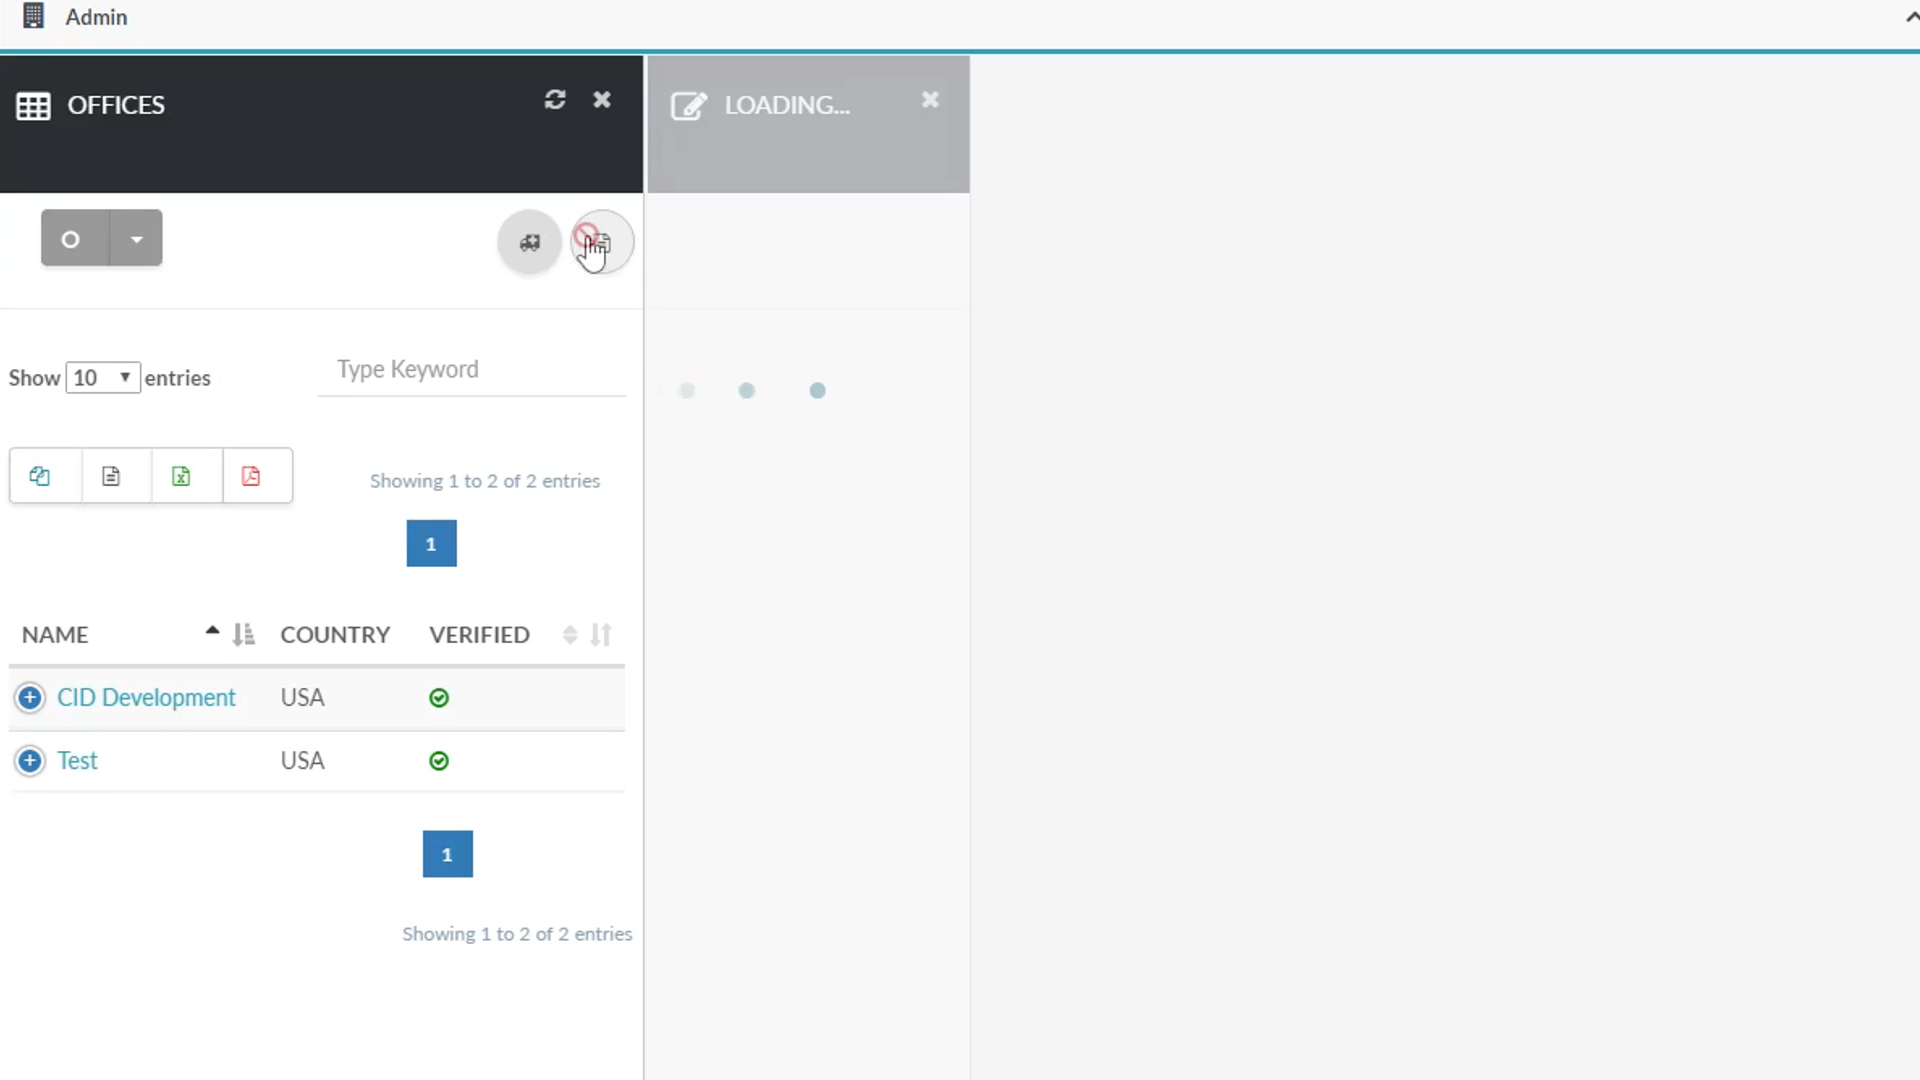 Admin
OFFICES
LOADING...
Show 10 entries
Type Keyword
Showing 1 to 2 of 2 entries
1
NAME COUNTRY VERIFIED
CID Development USA
Test USA
1
Showing 1 to 2 of 2 entries